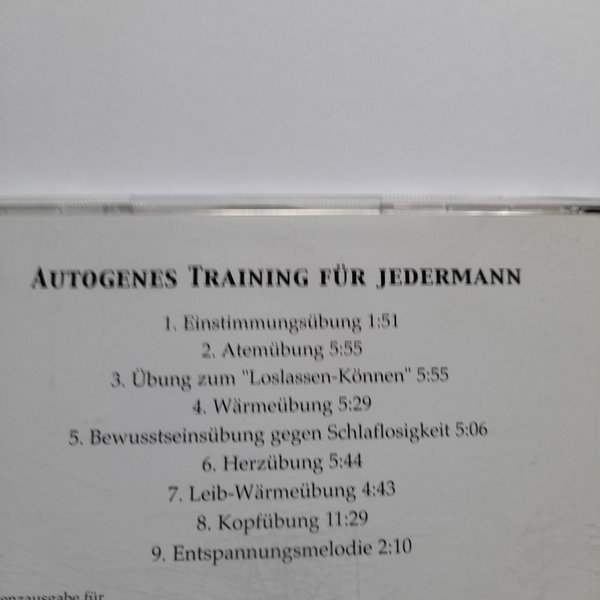 AUTOGENES TRAINING FÜR JEDERMANN
1. Einstimmungsübung 1:51
2. Atemübung 5:55
3. Übung zum "Loslassen-Können" 5:55
4. Wärmeübung 5:29
5. Bewusstseinsübung gegen Schlaflosigkeit 5:06
6. Herzübung 5:44
7. Leib-Wärmeübung 4:43
8. Kopfübung 11:29
9. Entspannungsmelodie 2:10
für